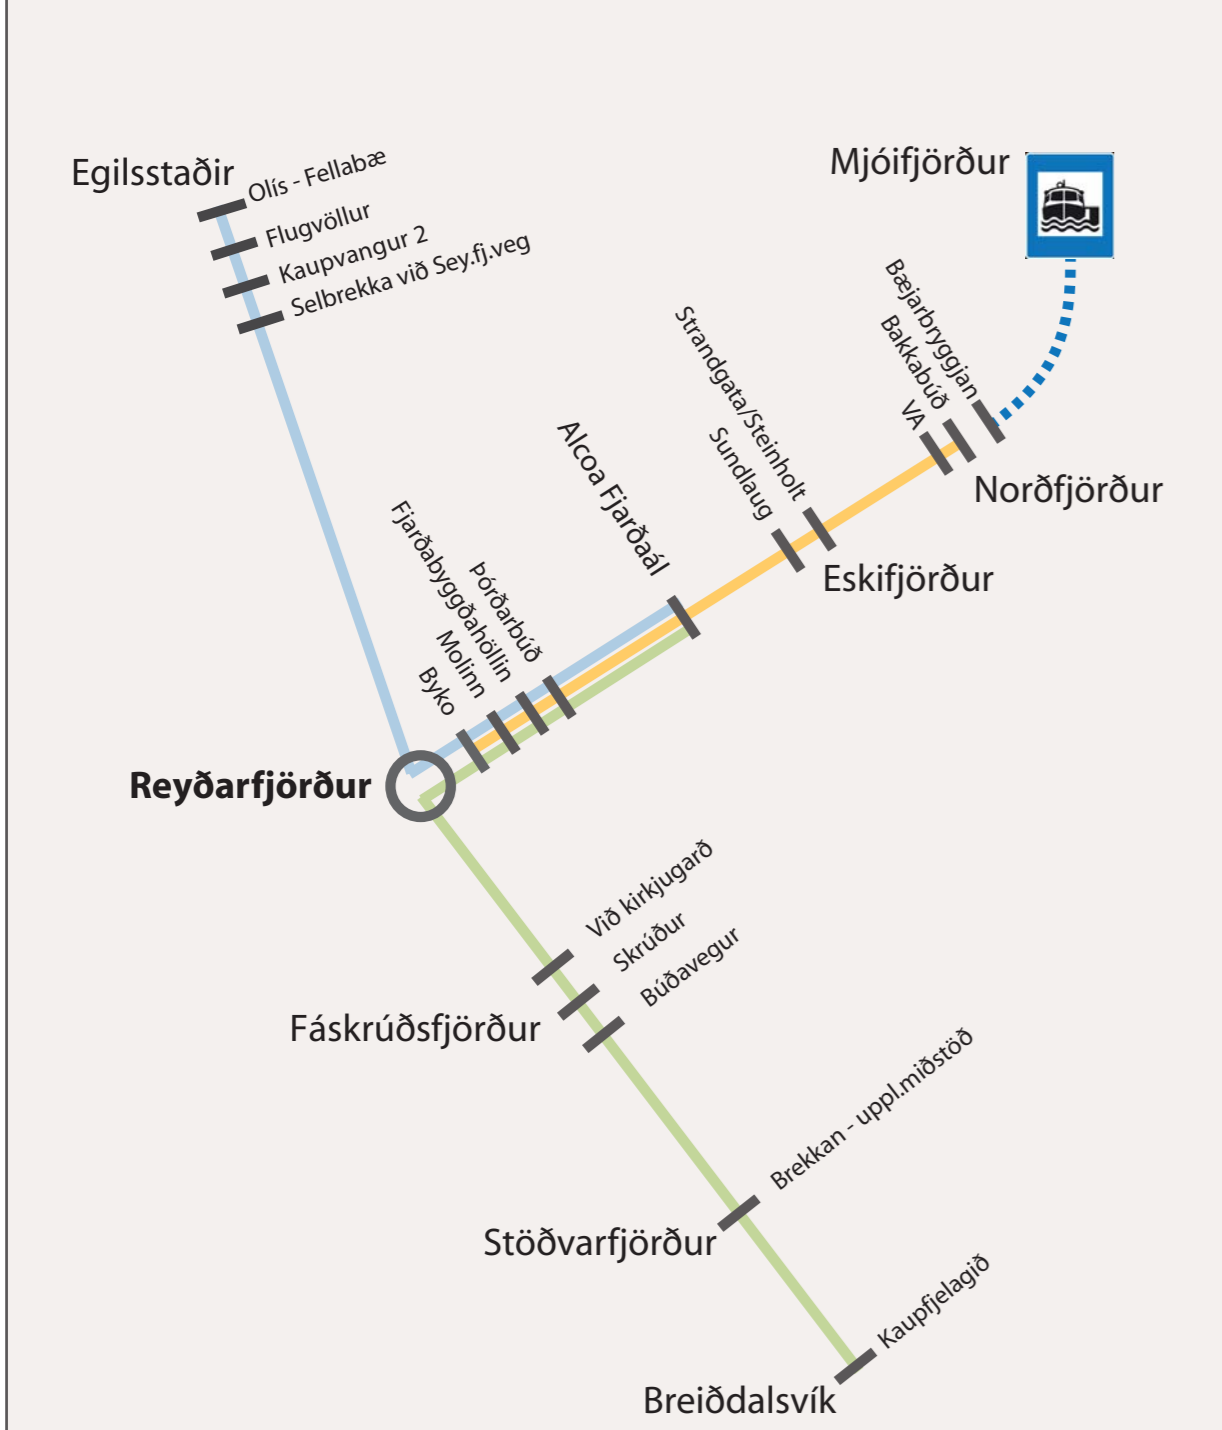 Egilsstaðir
Olís - Fellabæ
Flugvöllur
Kaupvangur 2
Selbrekka við Sey.fj.veg
Mjóifjörður
Bæjarbryggjan
Bakkabúð
VA
Norðfjörður
Strandgata/Steinholt
Sundlaug
Eskifjörður
Alcoa Fjarðaál
Þórðarbúð
Fjarðabyggðahöllin
Molinn
Byko
Reyðarfjörður
Við kirkjugarð
Skrúður
Búðavegur
Fáskrúðsfjörður
Brekkan - uppl.miðstöð
Stöðvarfjörður
Kaupfjelagið
Breiðdalsvík